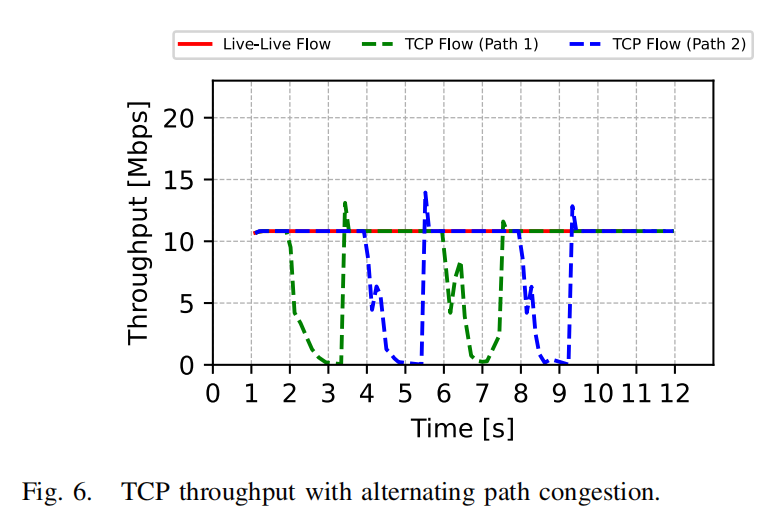 Live-Live Flow TCP Flow (Path 1) TCP Flow (Path 2)
Throughput [Mbps]
20
15
10
5
0
0 1 2 3 4 5 6 7 8 9 10 11 12
Time [s]
Fig. 6. TCP throughput with alternating path congestion.